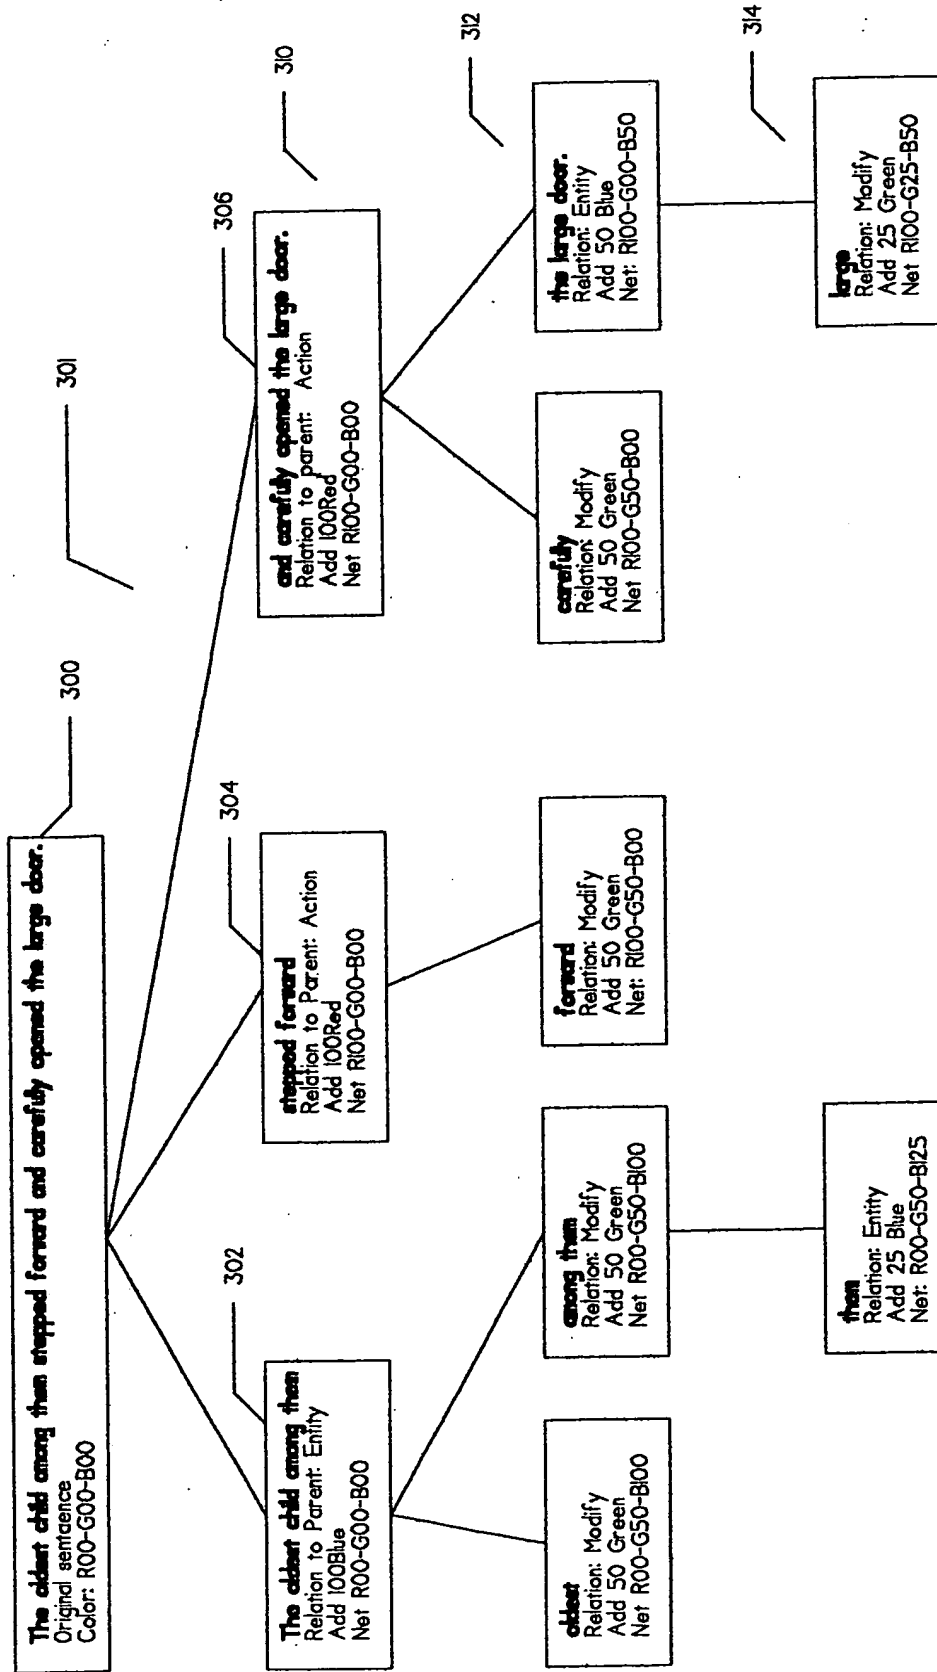 The oldest child among them stepped forward and carefully opened the large door.
Original sentaence
Color: R00-G00-B00
300
301
The oldest child among them
Relation to Parent: Entity
Add 100Blue
Net R00-G00-B00
302
stepped forward
Relation to Parent: Action
Add 100Red
Net R100-G00-B00
304
and carefully opened the large door.
Relation to parent: Action
Add 100Red
Net R100-G00-B00
306
310
oldest
Relation: Modify
Add 50 Green
Net R00-G50-B100
among them
Relation: Modify
Add 50 Green
Net R00-G50-B100
forward
Relation: Modify
Add 50 Green
Net: R100-G50-B00
carefully
Relation: Modify
Add 50 Green
Net R100-G50-B00
the large door.
Relation: Entity
Add 50 Blue
Net: R100-G00-B50
312
them
Relation: Entity
Add 25 Blue
Net: R00-G50-B125
large
Relation: Modify
Add 25 Green
Net R100-G25-B50
314